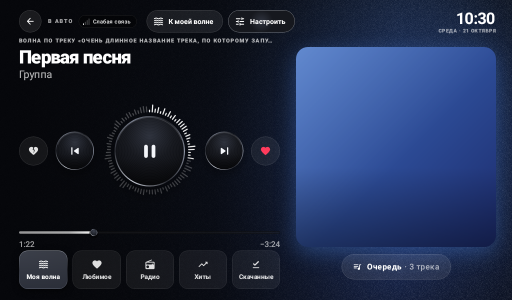 В АВТО
Слабая связь
К моей волне
Настроить
10:30
СРЕДА · 21 ОКТЯБРЯ
ВОЛНА ПО ТРЕКУ «ОЧЕНЬ ДЛИННОЕ НАЗВАНИЕ ТРЕКА, ПО КОТОРОМУ ЗАПУ…
Первая песня
Группа
1:22
−3:24
Моя волна
Любимое
Радио
Хиты
Скачанные
Очередь · 3 трека